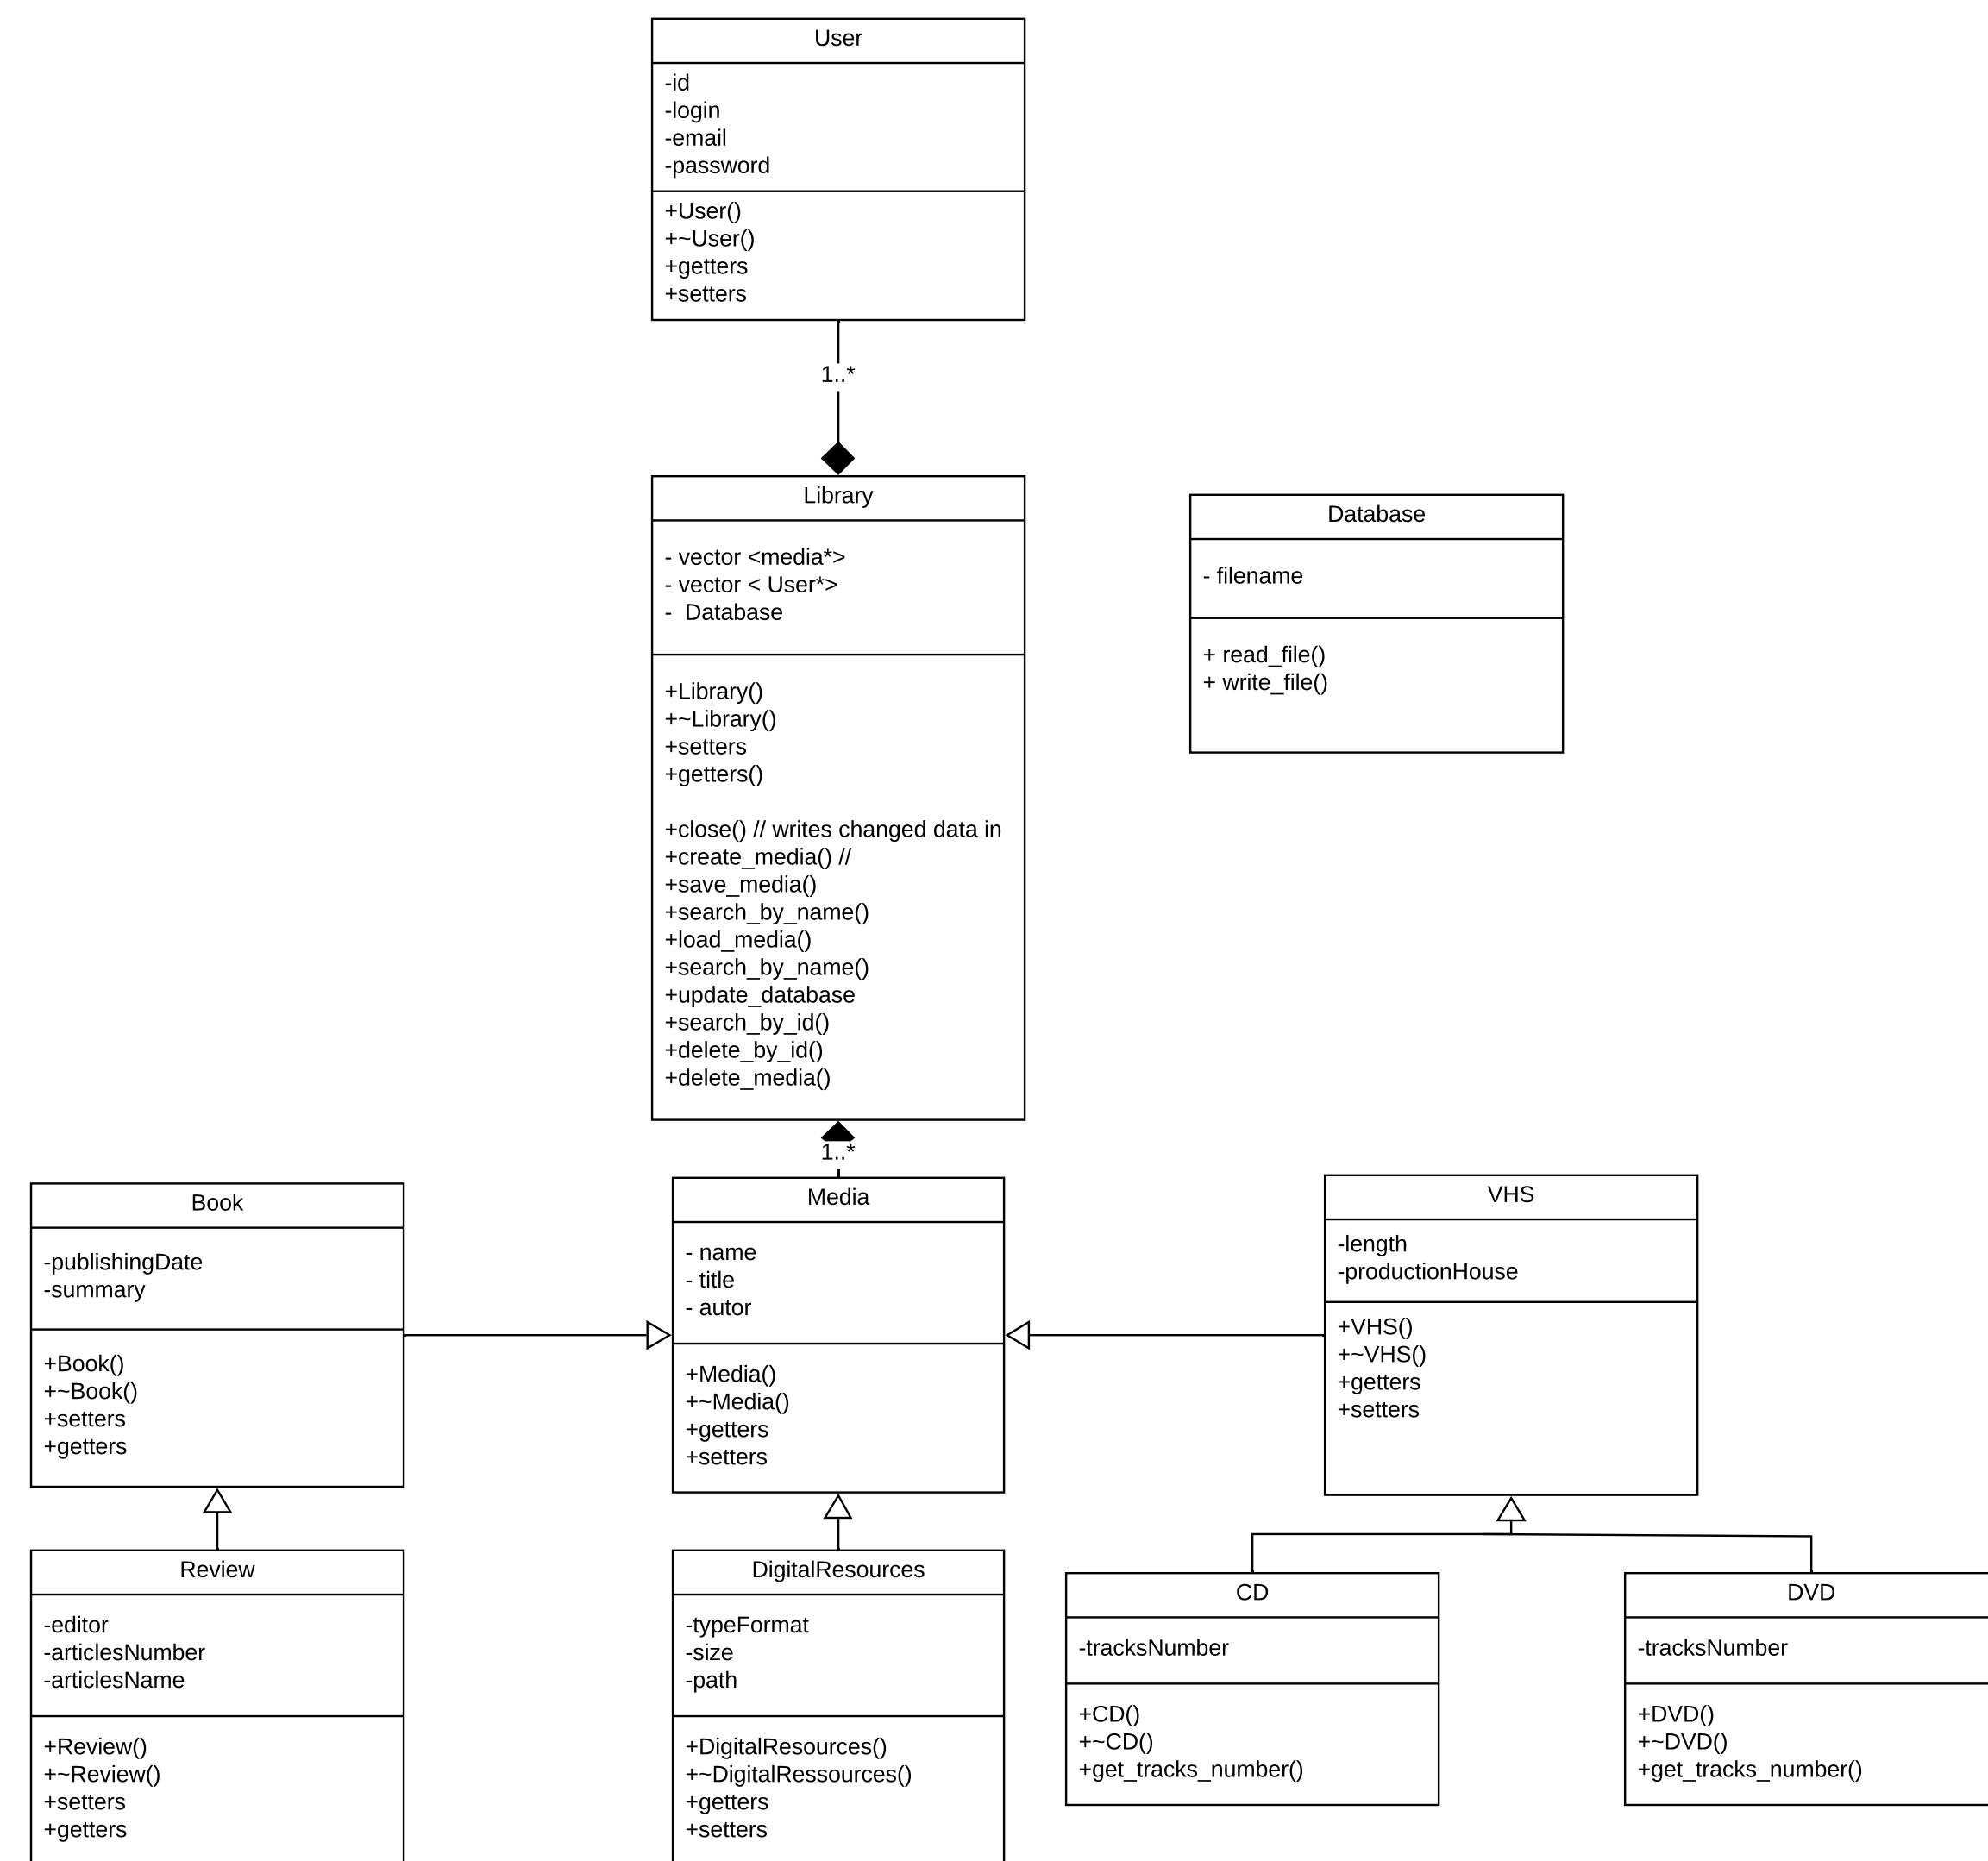 User
-id
-login
-email
-password
+User()
+~User()
+getters
+setters
1..*
Library
- vector <media*>
- vector < User*>
-  Database
+Library()
+~Library()
+setters
+getters()
+close() // writes changed data in
+create_media() //
+save_media()
+search_by_name()
+load_media()
+search_by_name()
+update_database
+search_by_id()
+delete_by_id()
+delete_media()
Database
- filename
+ read_file()
+ write_file()
1..*
Book
-publishingDate
-summary
+Book()
+~Book()
+setters
+getters
Media
- name
- title
- autor
+Media()
+~Media()
+getters
+setters
VHS
-length
-productionHouse
+VHS()
+~VHS()
+getters
+setters
Review
-editor
-articlesNumber
-articlesName
+Review()
+~Review()
+setters
+getters
DigitalResources
-typeFormat
-size
-path
+DigitalResources()
+~DigitalRessources()
+getters
+setters
CD
-tracksNumber
+CD()
+~CD()
+get_tracks_number()
DVD
-tracksNumber
+DVD()
+~DVD()
+get_tracks_number()